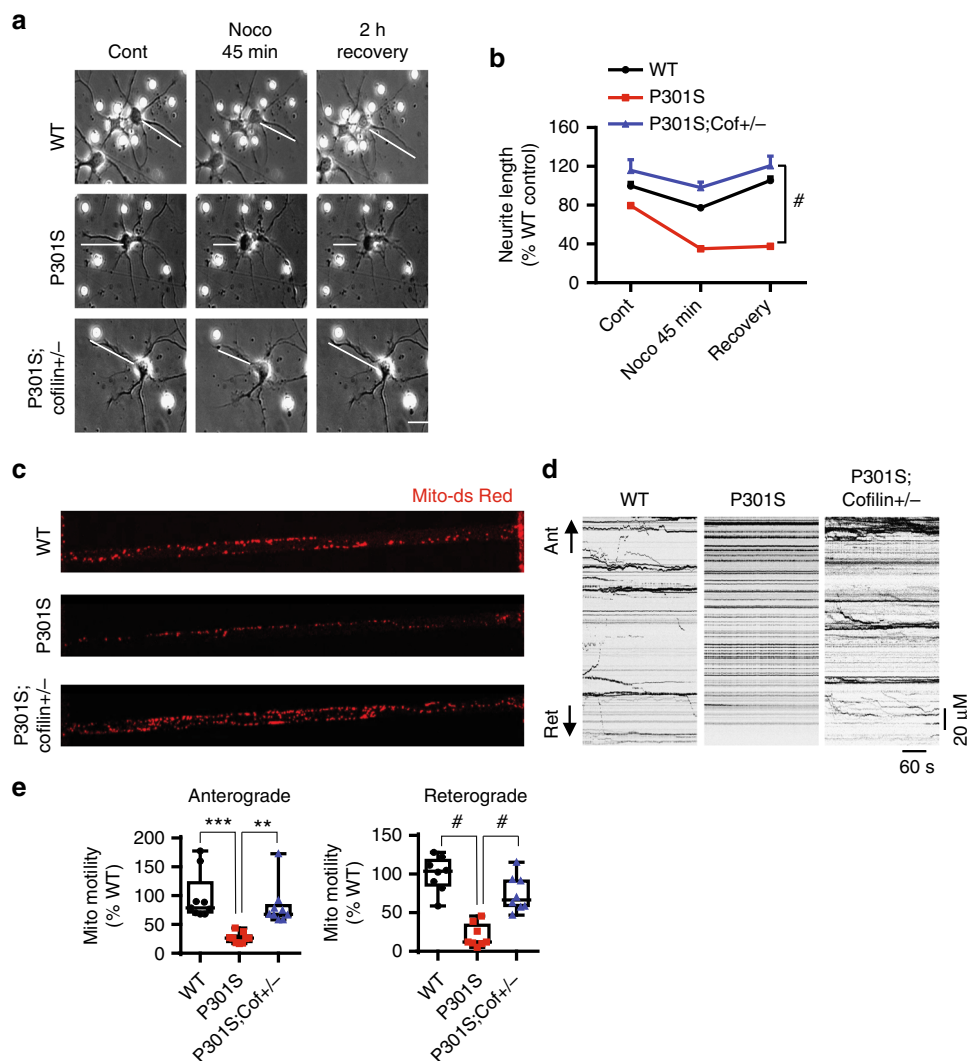 a
Cont
Noco
45 min
2 h
recovery
WT
P301S
P301S;
cofilin+/–
b
WT
P301S
P301S;Cof+/–
Neurite length
(% WT control)
160
120
80
40
0
#
Cont
Noco 45 min
Recovery
c
Mito-ds Red
WT
P301S
P301S;
cofilin+/–
d
WT
P301S
P301S;
Cofilin+/–
Ant
Ret
20 µM
60 s
e
Anterograde
Mito motility
(% WT)
200
150
100
50
0
***
**
WT
P301S
P301S;Cof+/–
Reterograde
Mito motility
(% WT)
150
100
50
0
#
#
WT
P301S
P301S;Cof+/–